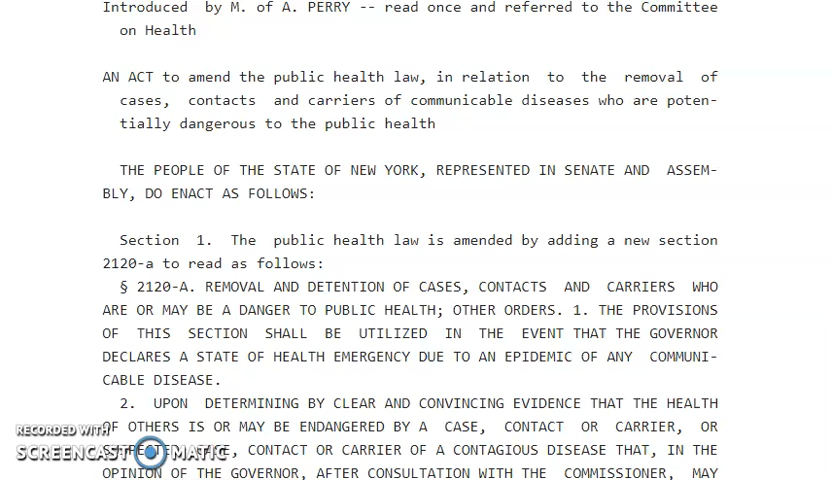 Introduced by M. of A. PERRY -- read once and referred to the Committee
on Health
AN ACT to amend the public health law, in relation to the removal of
cases, contacts and carriers of communicable diseases who are poten-
tially dangerous to the public health
THE PEOPLE OF THE STATE OF NEW YORK, REPRESENTED IN SENATE AND ASSEM-
BLY, DO ENACT AS FOLLOWS:
Section 1. The public health law is amended by adding a new section
2120-a to read as follows:
§ 2120-A. REMOVAL AND DETENTION OF CASES, CONTACTS AND CARRIERS WHO
ARE OR MAY BE A DANGER TO PUBLIC HEALTH; OTHER ORDERS. 1. THE PROVISIONS
OF THIS SECTION SHALL BE UTILIZED IN THE EVENT THAT THE GOVERNOR
DECLARES A STATE OF HEALTH EMERGENCY DUE TO AN EPIDEMIC OF ANY COMMUNI-
CABLE DISEASE.
2. UPON DETERMINING BY CLEAR AND CONVINCING EVIDENCE THAT THE HEALTH
OF OTHERS IS OR MAY BE ENDANGERED BY A CASE, CONTACT OR CARRIER, OR
CONTACT OR CARRIER OF A CONTAGIOUS DISEASE THAT, IN THE
OPINION OF THE GOVERNOR, AFTER CONSULTATION WITH THE COMMISSIONER, MAY
RECORDED WITH
SCREENCAST MATIC